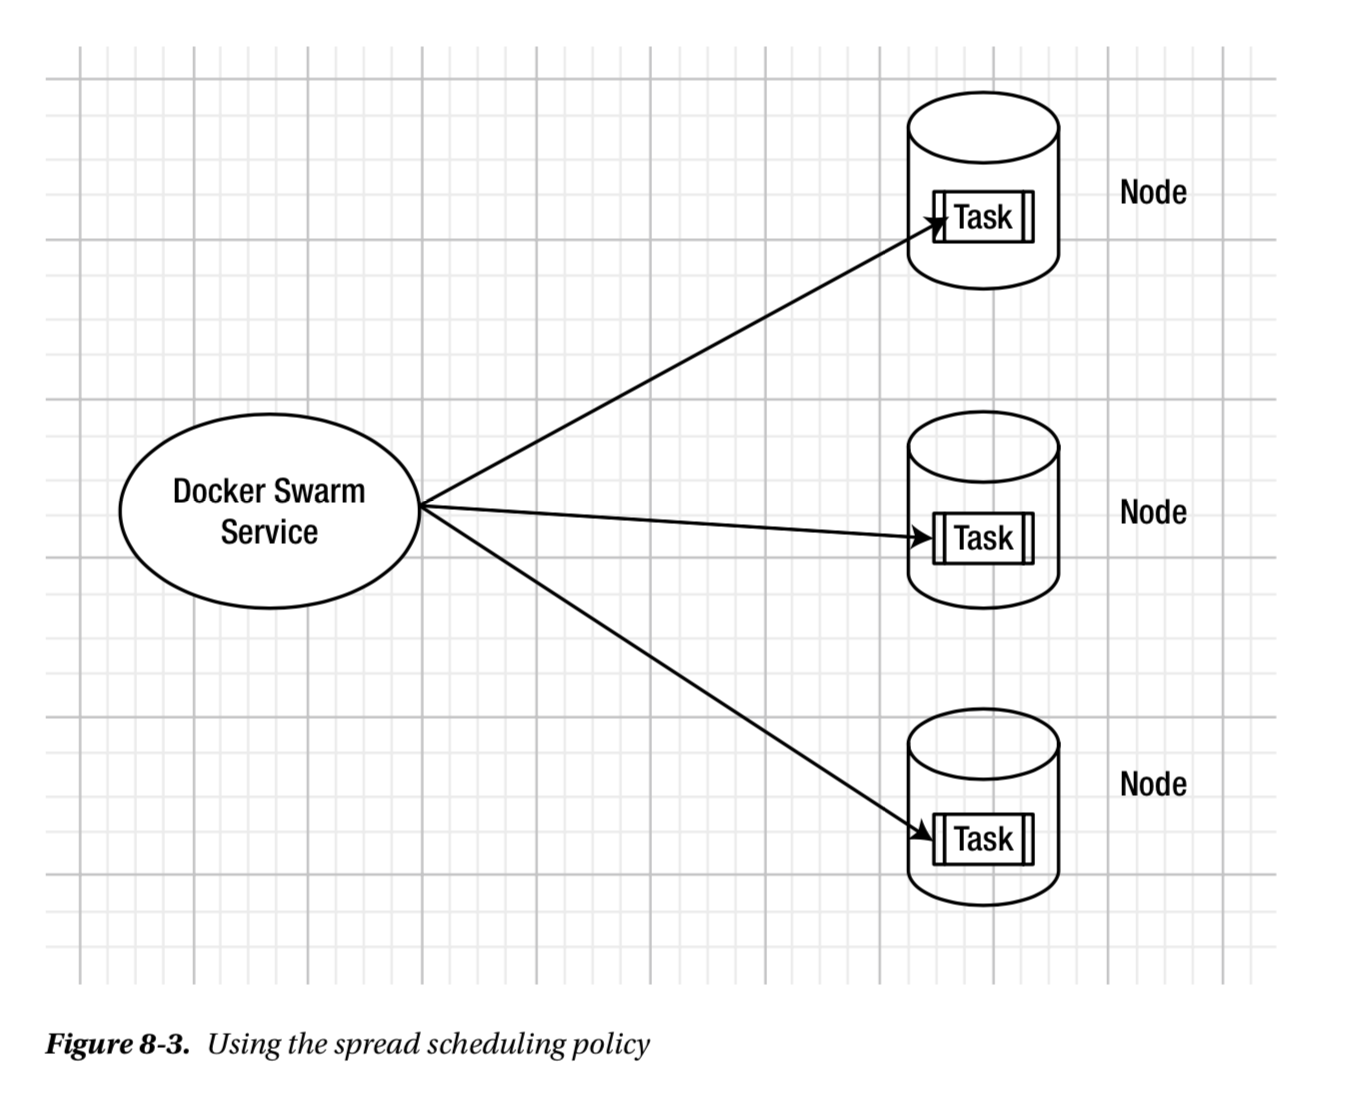 Node
Task
Docker Swarm
Service
Node
Task
Node
Task
Figure 8-3. Using the spread scheduling policy